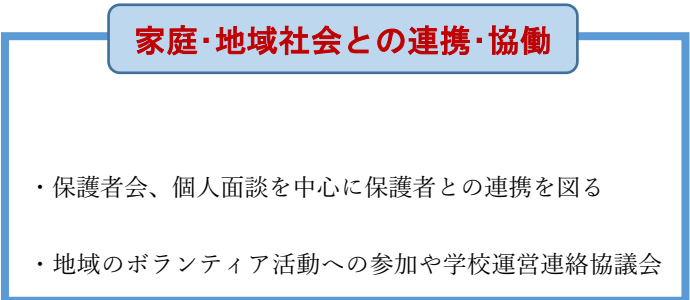 家庭･地域社会との連携･協働
・保護者会、個人面談を中心に保護者との連携を図る
・地域のボランティア活動への参加や学校運営連絡協議会